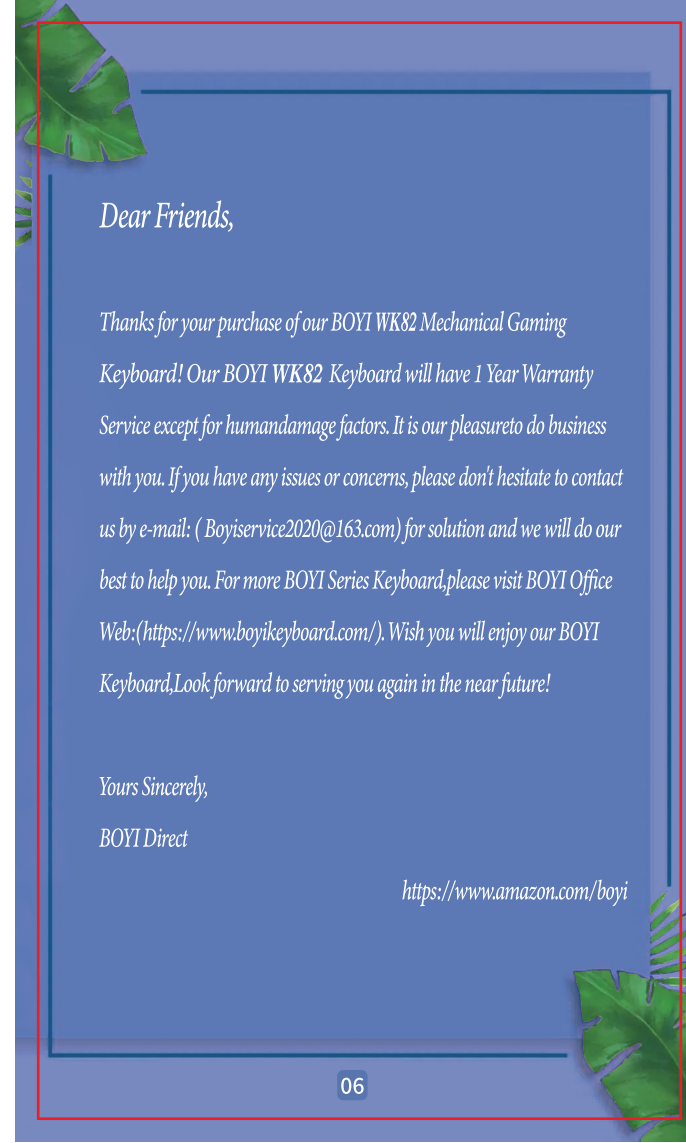 Dear Friends,
Thanks for your purchase of our BOYI WK82 Mechanical Gaming
Keyboard! Our BOYI WK82 Keyboard will have 1 Year Warranty
Service except for humandamage factors. It is our pleasureto do business
with you. If you have any issues or concerns, please don't hesitate to contact
us by e-mail: ( Boyiservice2020@163.com) for solution and we will do our
best to help you. For more BOYI Series Keyboard,please visit BOYI Office
Web:(https://www.boyikeyboard.com/). Wish you will enjoy our BOYI
Keyboard,Look forward to serving you again in the near future!
Yours Sincerely,
BOYI Direct
https://www.amazon.com/boyi
06